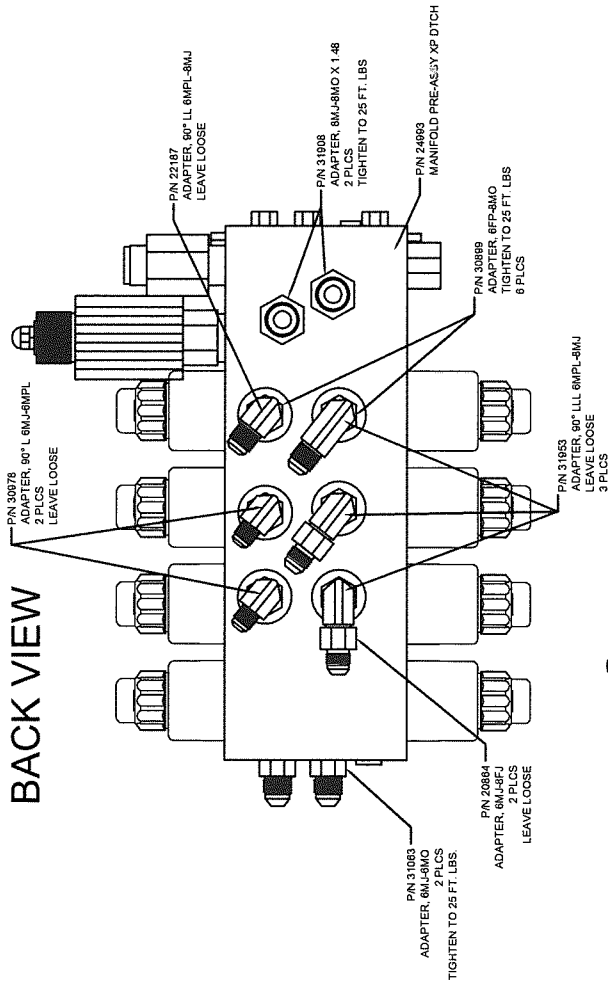 BACK VIEW
P/N 30978
ADAPTER, 90° L 6MJ-6MPL
2 PLCS
LEAVE LOOSE
P/N 22187
ADAPTER, 90° LL 6MPL-8MJ
LEAVE LOOSE
P/N 31908
ADAPTER, 8MJ-8MO X 1.48
2 PLCS
TIGHTEN TO 25 FT. LBS
P/N 24993
MANIFOLD PRE-ASSY XP DTCH
P/N 30899
ADAPTER, 6FP-8MO
TIGHTEN TO 25 FT. LBS
6 PLCS
P/N 31953
ADAPTER, 90° LLL 6MPL-8MJ
LEAVE LOOSE
3 PLCS
P/N 20864
ADAPTER, 6MJ-8FJ
2 PLCS
LEAVE LOOSE
P/N 31063
ADAPTER, 6MJ-6MO
2 PLCS
TIGHTEN TO 25 FT. LBS.